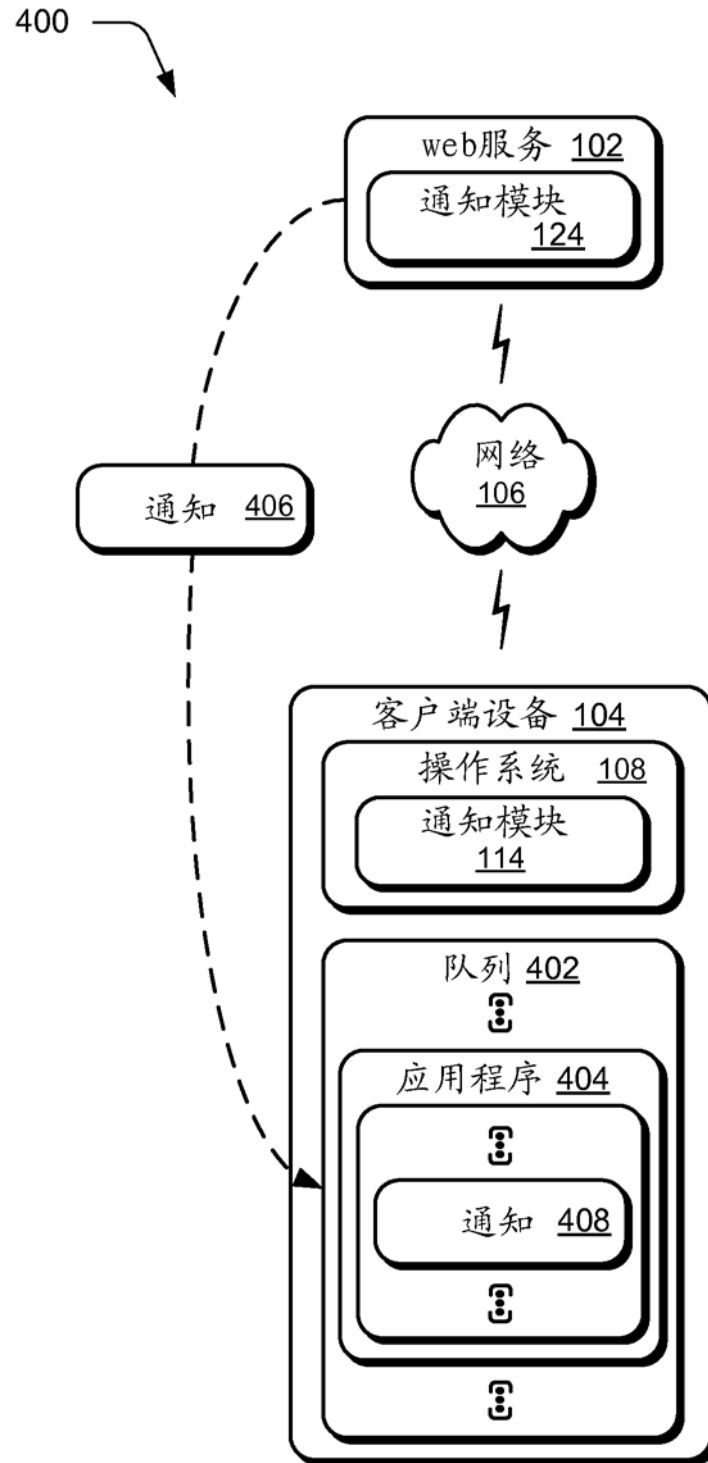 400
web服务 102
通知模块
124
网络
106
通知 406
客户端设备 104
操作系统 108
通知模块
114
队列 402
应用程序 404
通知 408